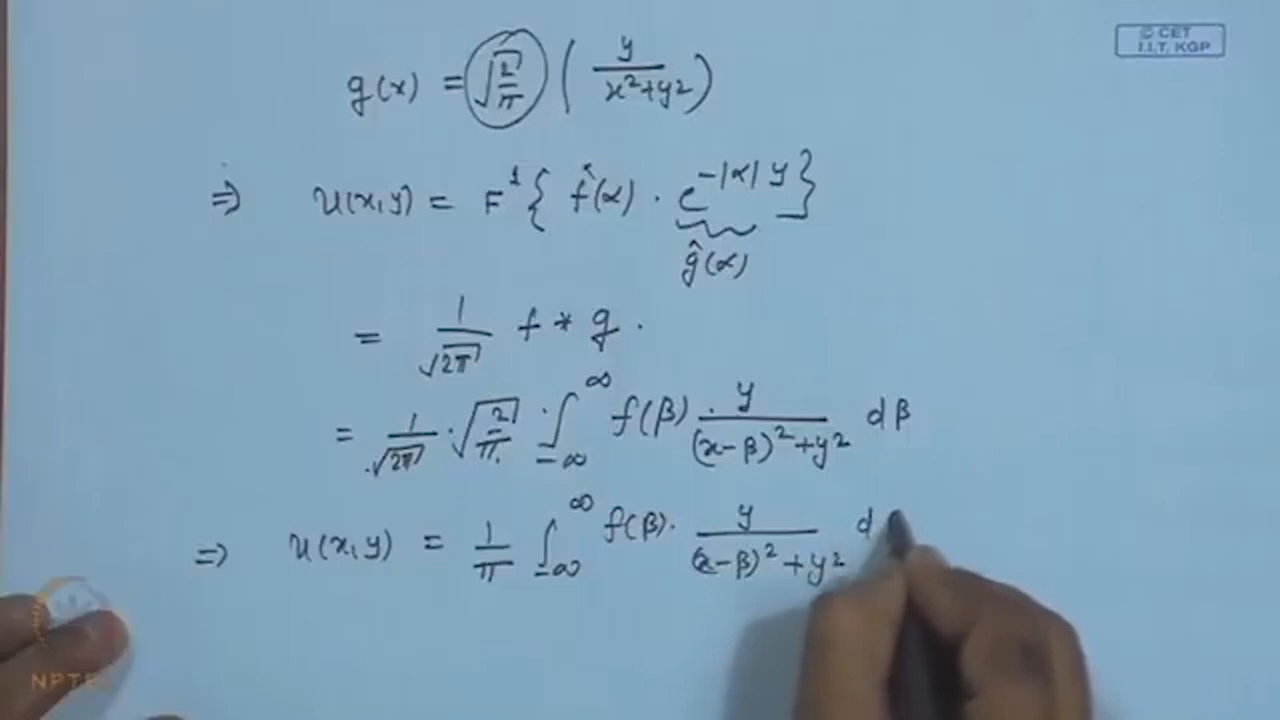 © CET
I.I.T. KGP
g(x) = √(2/π) ( y / (x²+y²) )
⇒ u(x,y) = F⁻¹{ f̂(α) · e^(-|α| y) }
ĝ(α)
= 1/√(2π) f * g .
= 1/√(2π) · √(2/π) · ∫_{-∞}^{∞} f(β) · y / ((x-β)²+y²) dβ
⇒ u(x,y) = 1/π ∫_{-∞}^{∞} f(β) · y / ((x-β)²+y²) d
NPTEL